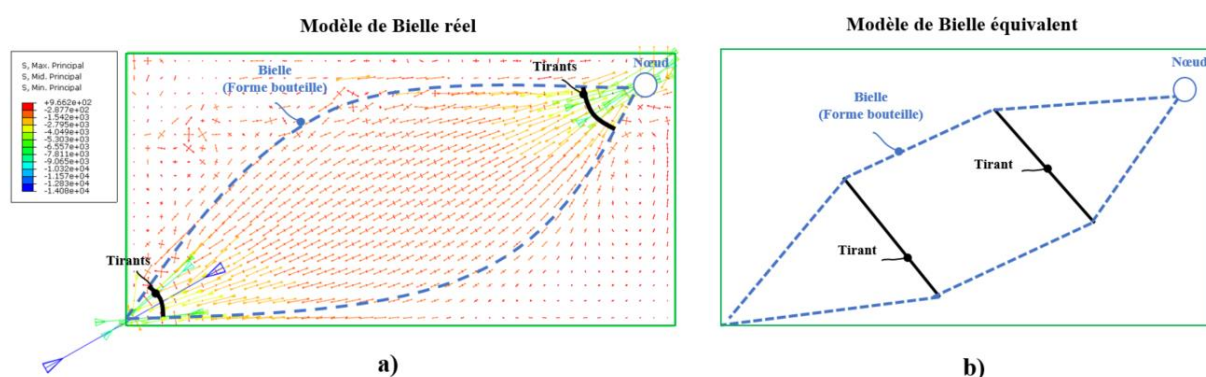 Modèle de Bielle réel
S, Max. Principal
S, Mid. Principal
S, Min. Principal
+9.662e+02
-2.877e+02
-1.542e+03
-2.795e+03
-4.049e+03
-5.303e+03
-6.557e+03
-7.811e+03
-9.065e+03
-1.032e+04
-1.157e+04
-1.283e+04
-1.408e+04
Bielle
(Forme bouteille)
Tirants
Nœud
Tirants
a)
Modèle de Bielle équivalent
Nœud
Bielle
(Forme bouteille)
Tirant
Tirant
b)